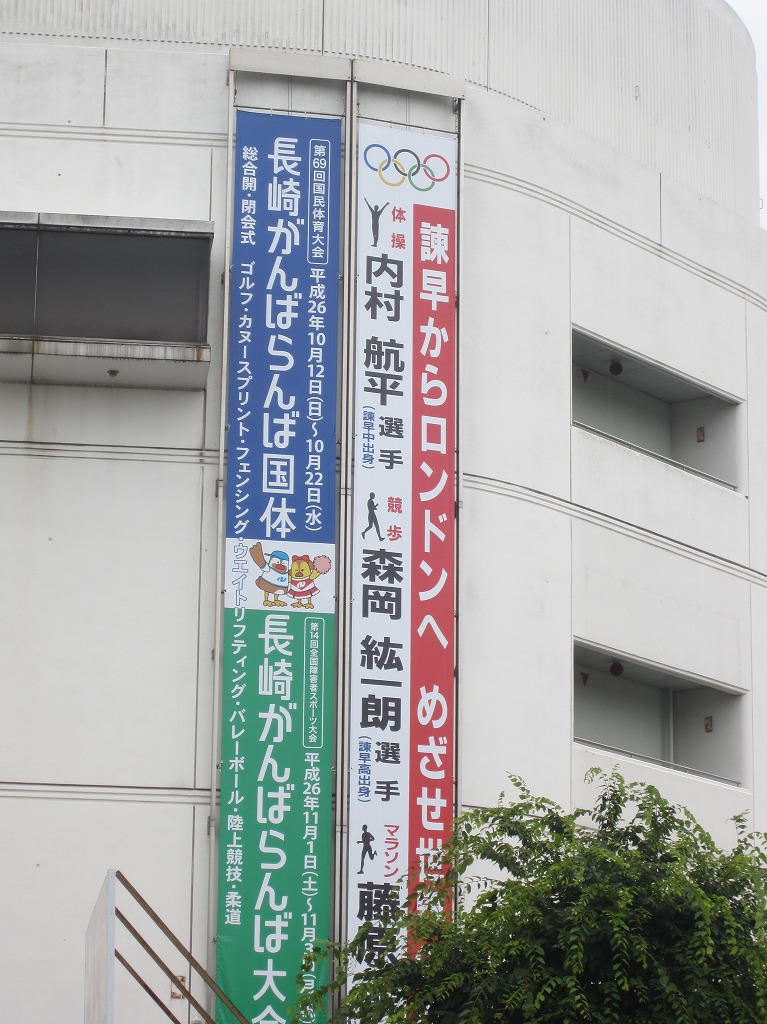 諫早からロンドンへ めざせ世
体操
内村 航平 選手
(諫早中出身)
競歩
森岡 紘一朗 選手
(諫早高出身)
マラソン
藤原
第69回国民体育大会 平成26年10月12日(日)～10月22日(水)
長崎がんばらんば国体
総合開・閉会式 ゴルフ・カヌースプリント・フェンシング・ウエイトリフティング・バレーボール・陸上競技・柔道
第14回全国障害者スポーツ大会 平成26年11月1日(土)～11月3日(月
長崎がんばらんば大会